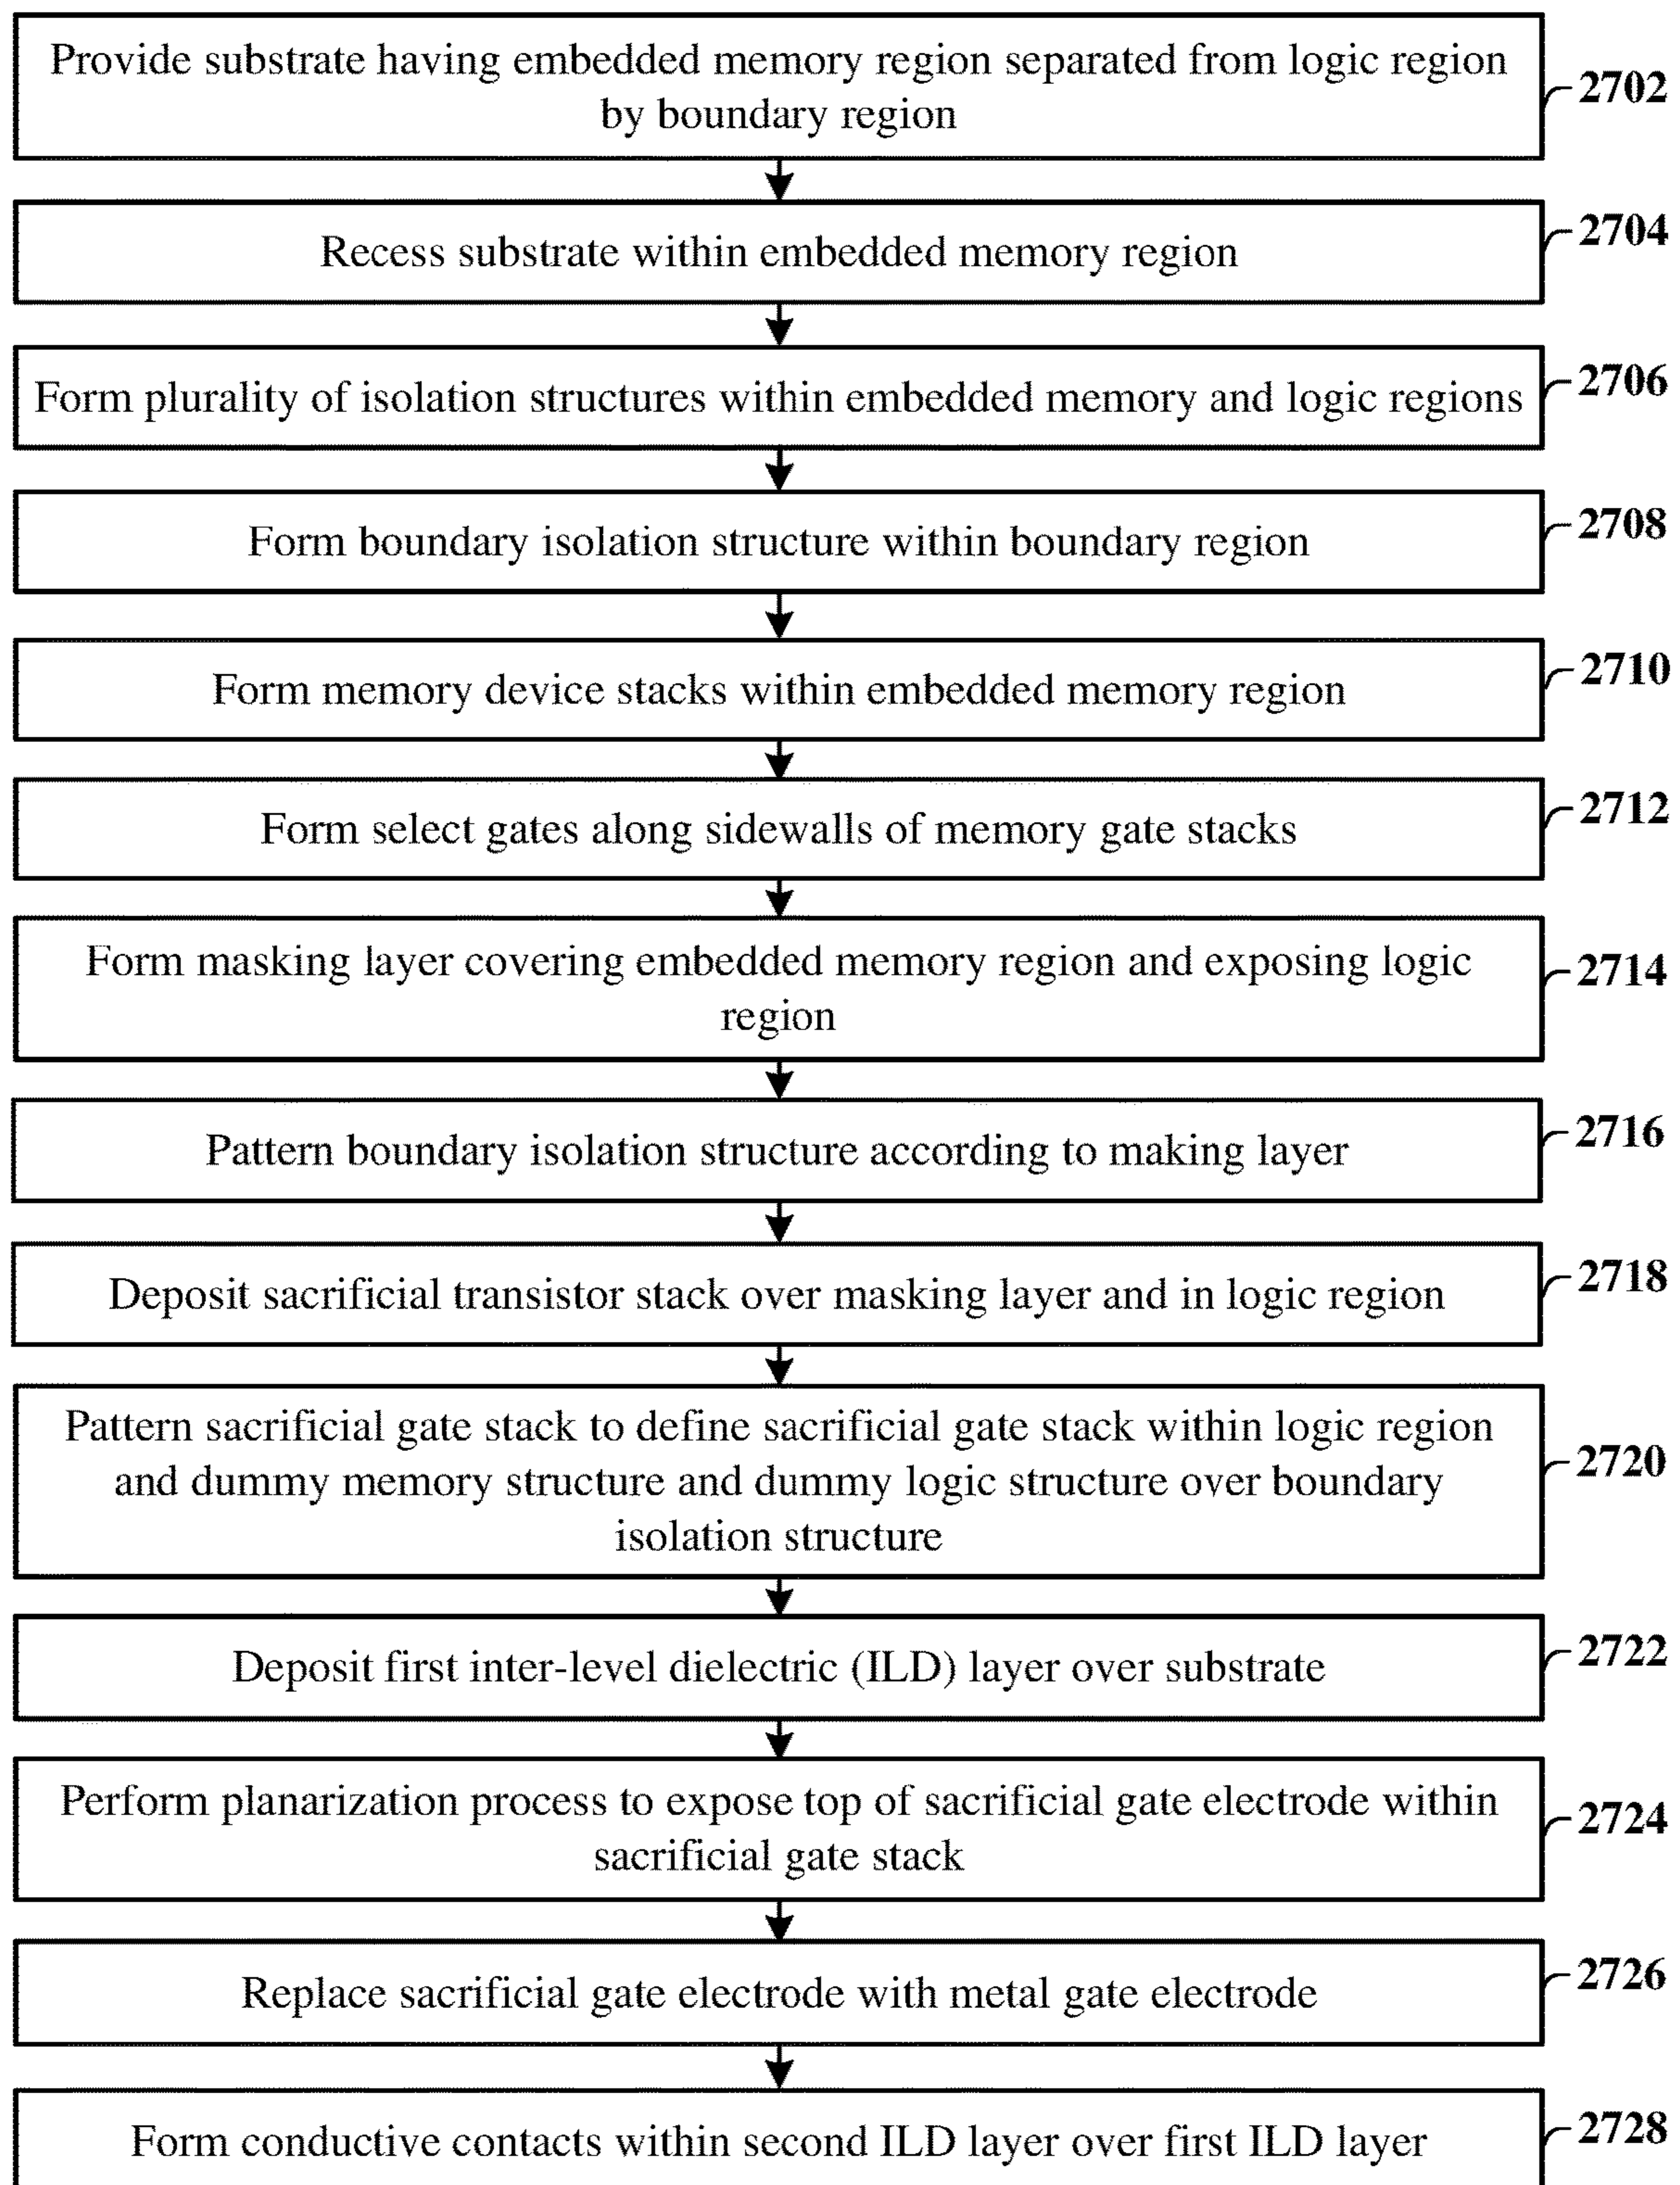 Provide substrate having embedded memory region separated from logic region
by boundary region
2702
Recess substrate within embedded memory region
2704
Form plurality of isolation structures within embedded memory and logic regions
2706
Form boundary isolation structure within boundary region
2708
Form memory device stacks within embedded memory region
2710
Form select gates along sidewalls of memory gate stacks
2712
Form masking layer covering embedded memory region and exposing logic
region
2714
Pattern boundary isolation structure according to making layer
2716
Deposit sacrificial transistor stack over masking layer and in logic region
2718
Pattern sacrificial gate stack to define sacrificial gate stack within logic region
and dummy memory structure and dummy logic structure over boundary
isolation structure
2720
Deposit first inter-level dielectric (ILD) layer over substrate
2722
Perform planarization process to expose top of sacrificial gate electrode within
sacrificial gate stack
2724
Replace sacrificial gate electrode with metal gate electrode
2726
Form conductive contacts within second ILD layer over first ILD layer
2728